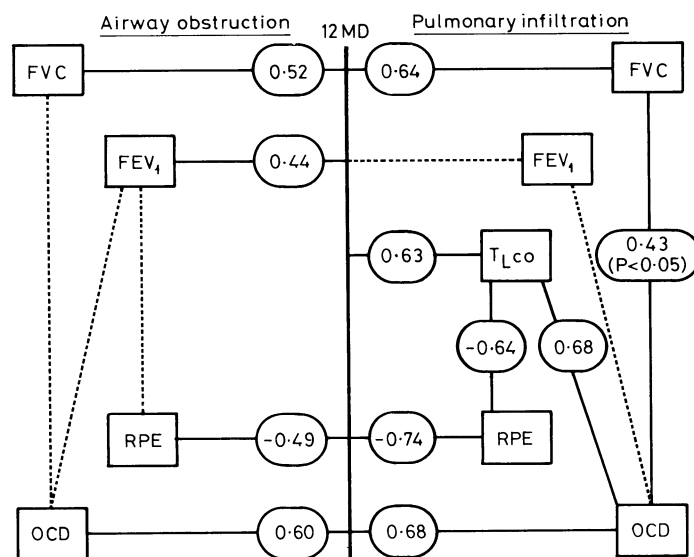 Airway obstruction
12 MD
Pulmonary infiltration
FVC
0·52
0·64
FVC
FEV₁
0·44
FEV₁
0·63
TLco
0·43
(P<0·05)
-0·64
0·68
RPE
-0·49
-0·74
RPE
OCD
0·60
0·68
OCD